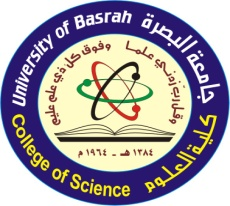 University of Basrah
جامعة البصرة
وقل رب زدني علما وفوق كل ذي علم عليم
١٣٨٤ هـ - ١٩٦٤ م
College of Science
كلية العلوم